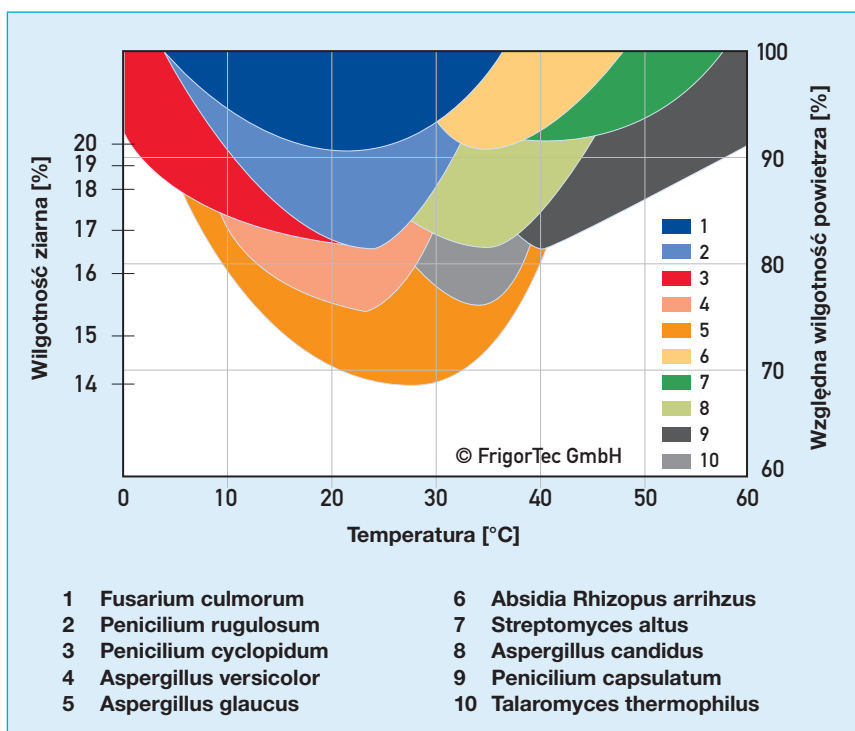 100
90
80
70
60
Względna wilgotność powietrza [%]
20
19
18
17
16
15
14
Wilgotność ziarna [%]
1
2
3
4
5
6
7
8
9
10
© FrigorTec GmbH
0 10 20 30 40 50 60
Temperatura [°C]
1 Fusarium culmorum
2 Penicilium rugulosum
3 Penicilium cyclopidum
4 Aspergillus versicolor
5 Aspergillus glaucus
6 Absidia Rhizopus arrihzus
7 Streptomyces altus
8 Aspergillus candidus
9 Penicilium capsulatum
10 Talaromyces thermophilus